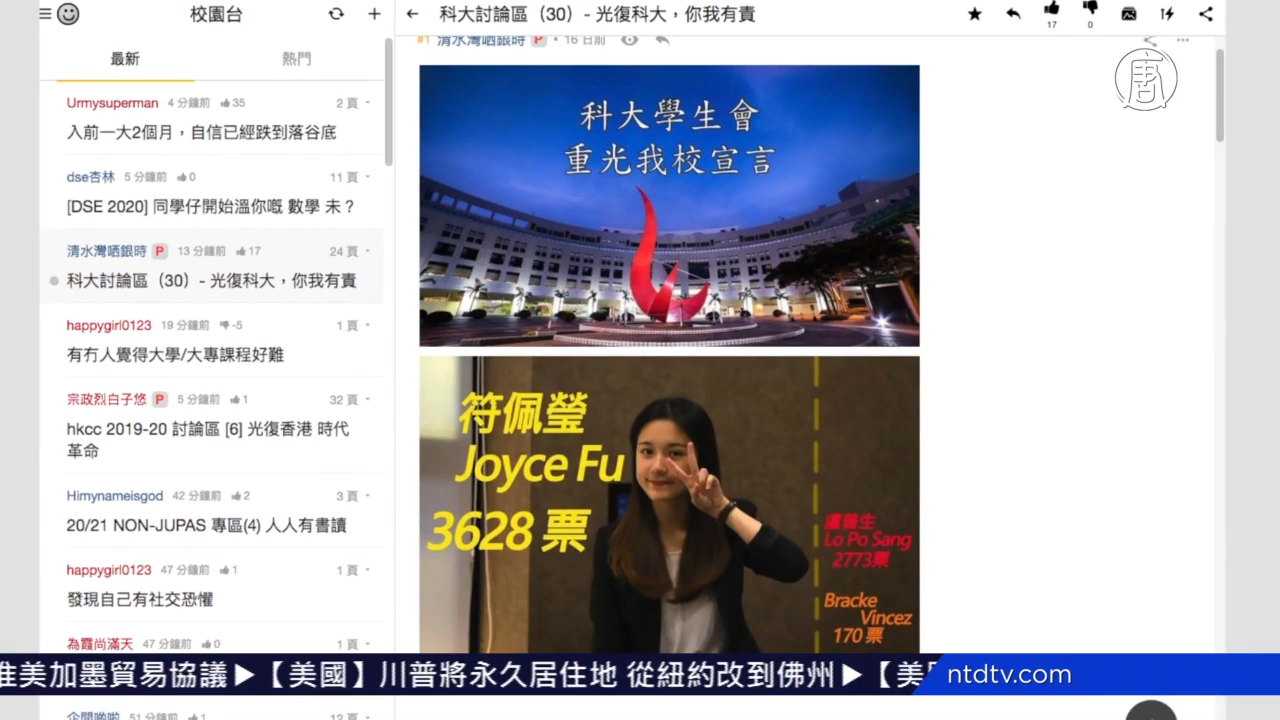 校園台
最新
熱門
Urmysuperman 4 分鐘前 35 2 頁
入前一大2個月，自信已經跌到落谷底
dse杏林 5 分鐘前 0 11 頁
[DSE 2020] 同學仔開始溫你嘅 數學 未？
清水灣哂銀時 P 13 分鐘前 17 24 頁
科大討論區（30）- 光復科大，你我有責
happygirl0123 19 分鐘前 -5 1 頁
有冇人覺得大學/大專課程好難
宗政烈白子悠 P 5 分鐘前 1 32 頁
hkcc 2019-20 討論區 [6] 光復香港 時代
革命
Himynameisgod 42 分鐘前 2 3 頁
20/21 NON-JUPAS 專區(4) 人人有書讀
happygirl0123 47 分鐘前 1 1 頁
發現自己有社交恐懼
為霞尚滿天 47 分鐘前 0 1 頁
51 分鐘前 1 12 頁
科大討論區（30）- 光復科大，你我有責
17 0
#1 清水灣哂銀時 P • 16 日前
科大學生會
重光我校宣言
唐
符佩瑩
Joyce Fu
3628 票
盧普生
Lo Po Sang
2773票
Bracke
Vincez
170 票
准美加墨貿易協議▶【美國】川普將永久居住地 從紐約改到佛州▶【美
ntdtv.com